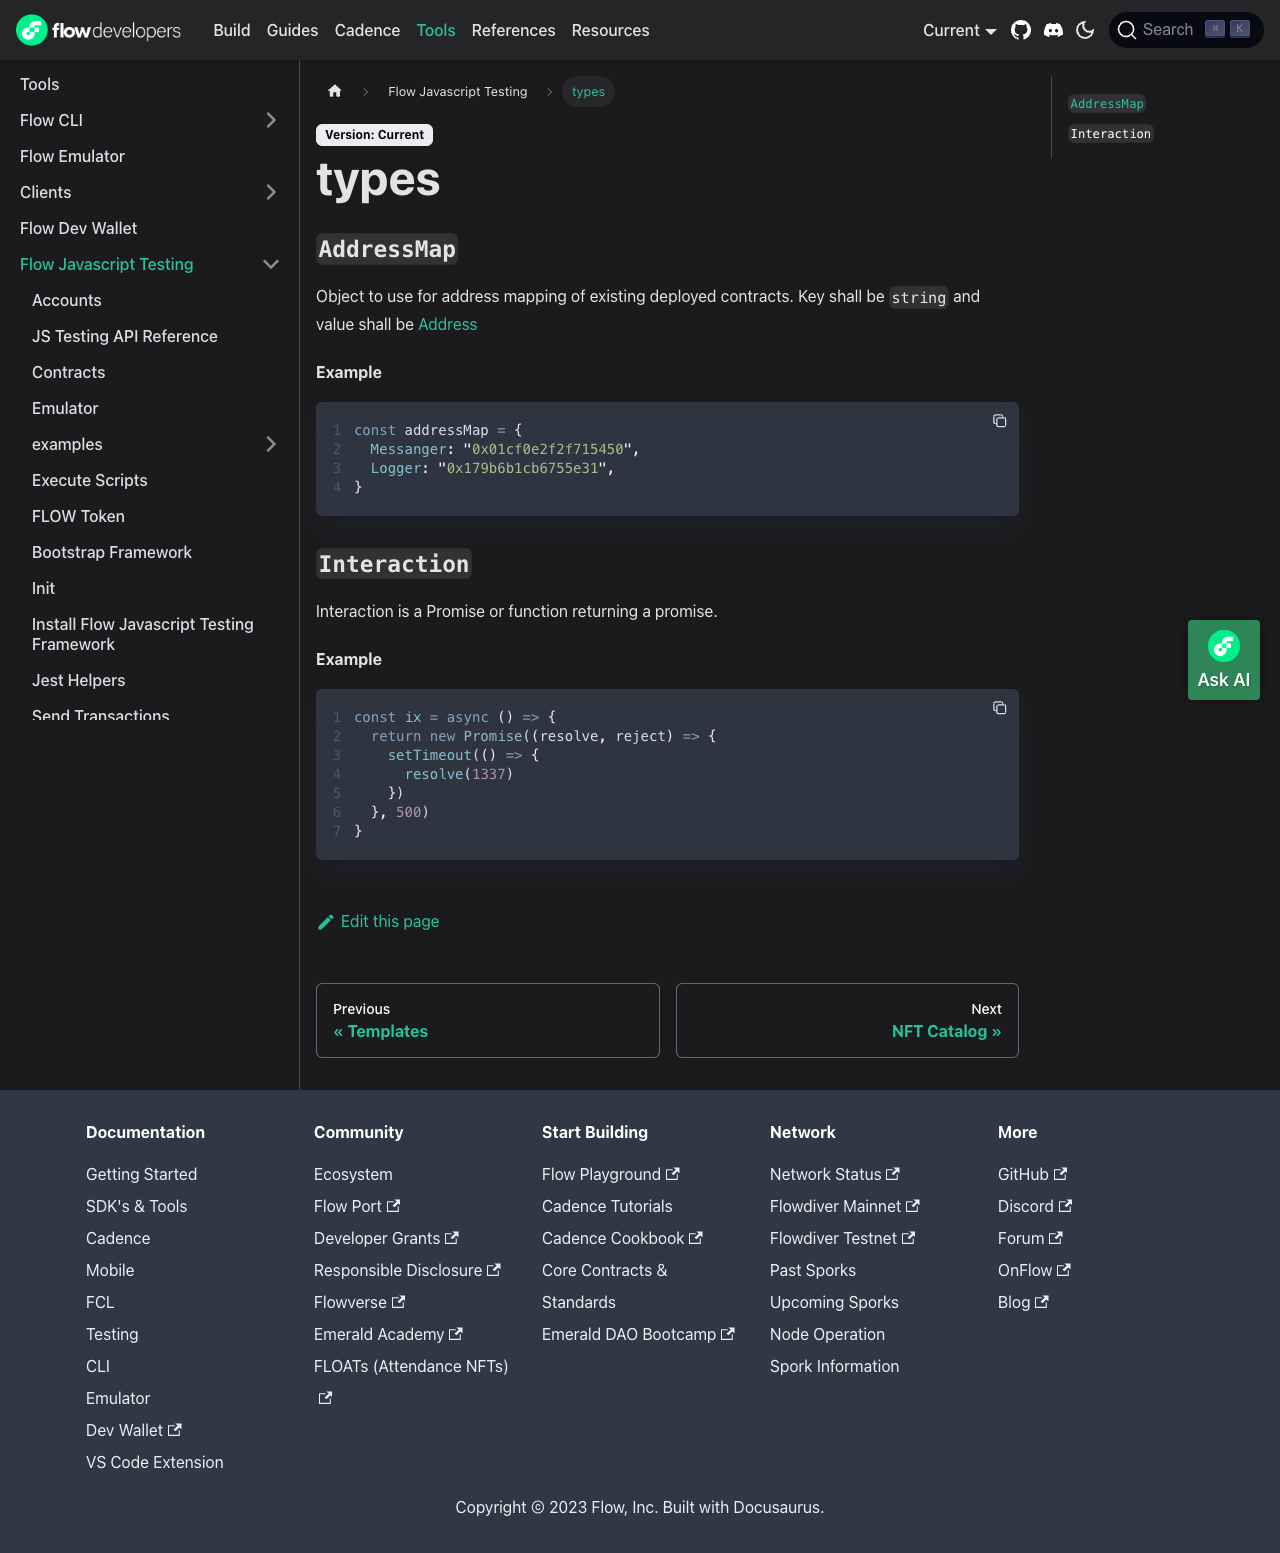 flowdevelopers Build Guides Cadence Tools References Resources Current Search ⌘ K
Tools
Flow CLI
Flow Emulator
Clients
Flow Dev Wallet
Flow Javascript Testing
Accounts
JS Testing API Reference
Contracts
Emulator
examples
Execute Scripts
FLOW Token
Bootstrap Framework
Init
Install Flow Javascript Testing
Framework
Jest Helpers
Send Transactions
Flow Javascript Testing
types
Version: Current
types
AddressMap
Object to use for address mapping of existing deployed contracts. Key shall be string and
value shall be Address
Example
1 const addressMap = {
2   Messanger: "0x01cf0e2f2f715450",
3   Logger: "0x179b6b1cb6755e31",
4 }
Interaction
Interaction is a Promise or function returning a promise.
Example
1 const ix = async () => {
2   return new Promise((resolve, reject) => {
3     setTimeout(() => {
4       resolve(1337)
5     })
6   }, 500)
7 }
Edit this page
Previous
« Templates
Next
NFT Catalog »
AddressMap
Interaction
Ask AI
Documentation
Getting Started
SDK's & Tools
Cadence
Mobile
FCL
Testing
CLI
Emulator
Dev Wallet
VS Code Extension
Community
Ecosystem
Flow Port
Developer Grants
Responsible Disclosure
Flowverse
Emerald Academy
FLOATs (Attendance NFTs)
Start Building
Flow Playground
Cadence Tutorials
Cadence Cookbook
Core Contracts &
Standards
Emerald DAO Bootcamp
Network
Network Status
Flowdiver Mainnet
Flowdiver Testnet
Past Sporks
Upcoming Sporks
Node Operation
Spork Information
More
GitHub
Discord
Forum
OnFlow
Blog
Copyright © 2023 Flow, Inc. Built with Docusaurus.